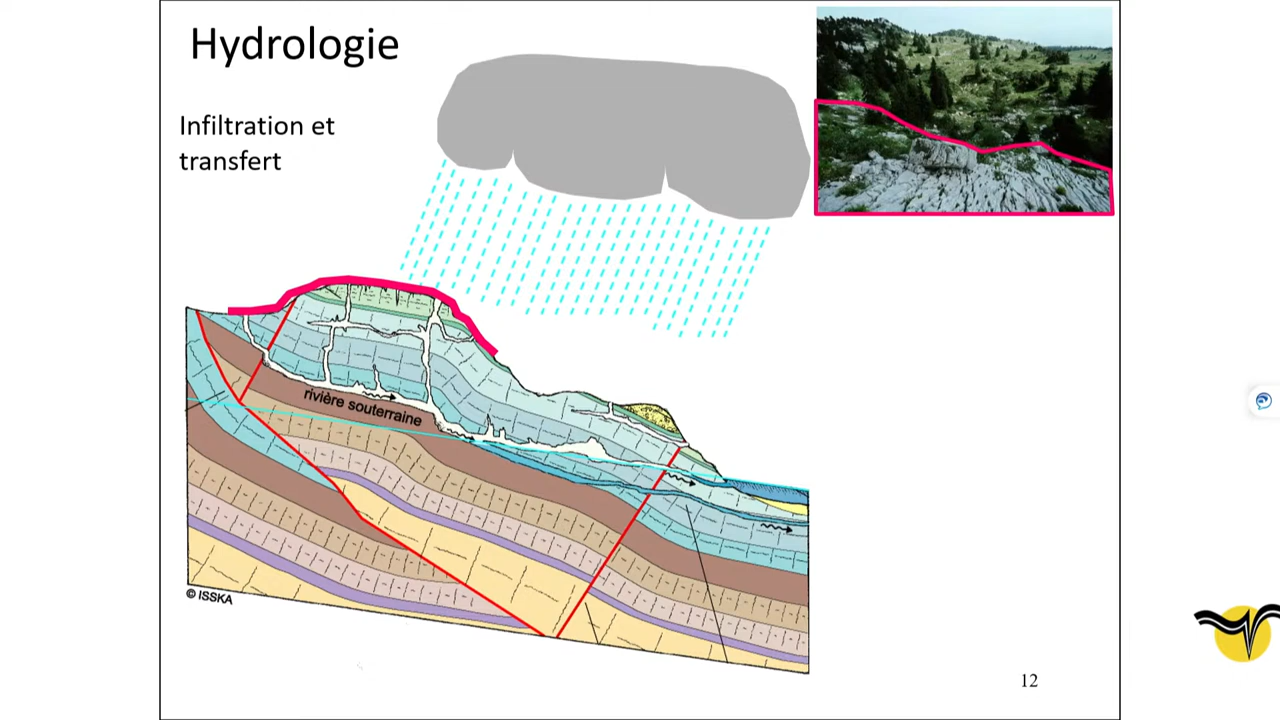 Hydrologie
Infiltration et
transfert
rivière souterraine
© ISSKA
12